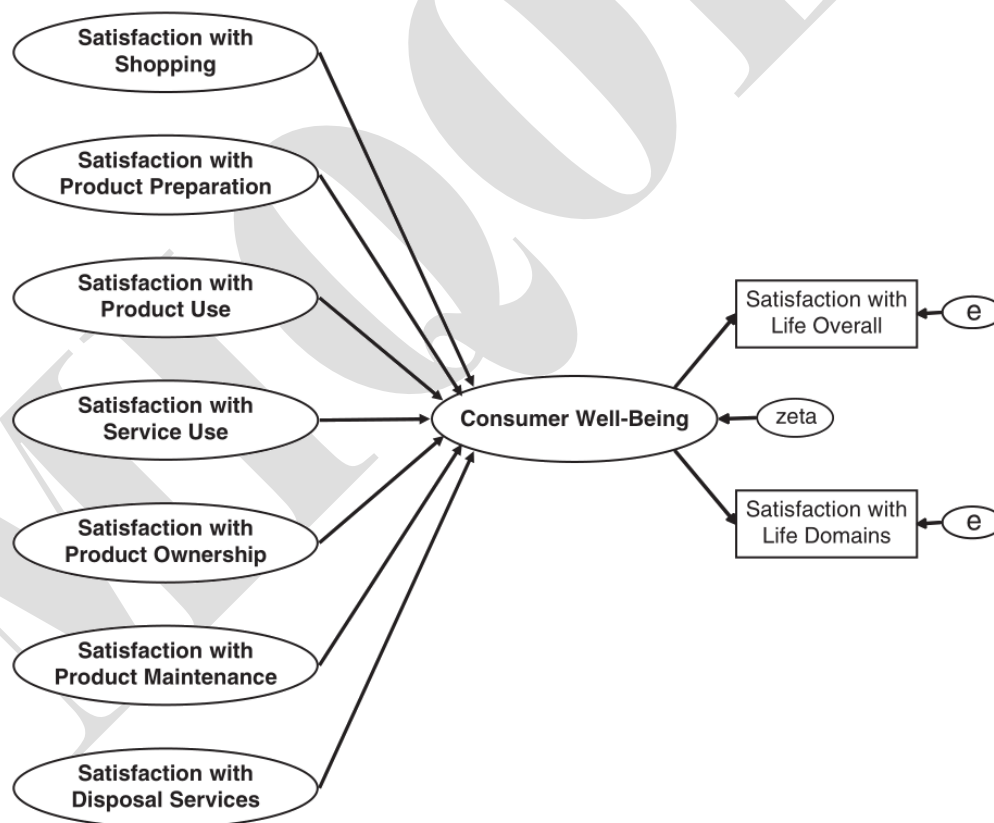 Satisfaction with
Shopping
Satisfaction with
Product Preparation
Satisfaction with
Product Use
Satisfaction with
Service Use
Satisfaction with
Product Ownership
Satisfaction with
Product Maintenance
Satisfaction with
Disposal Services
Consumer Well-Being
Satisfaction with
Life Overall
e
zeta
Satisfaction with
Life Domains
e